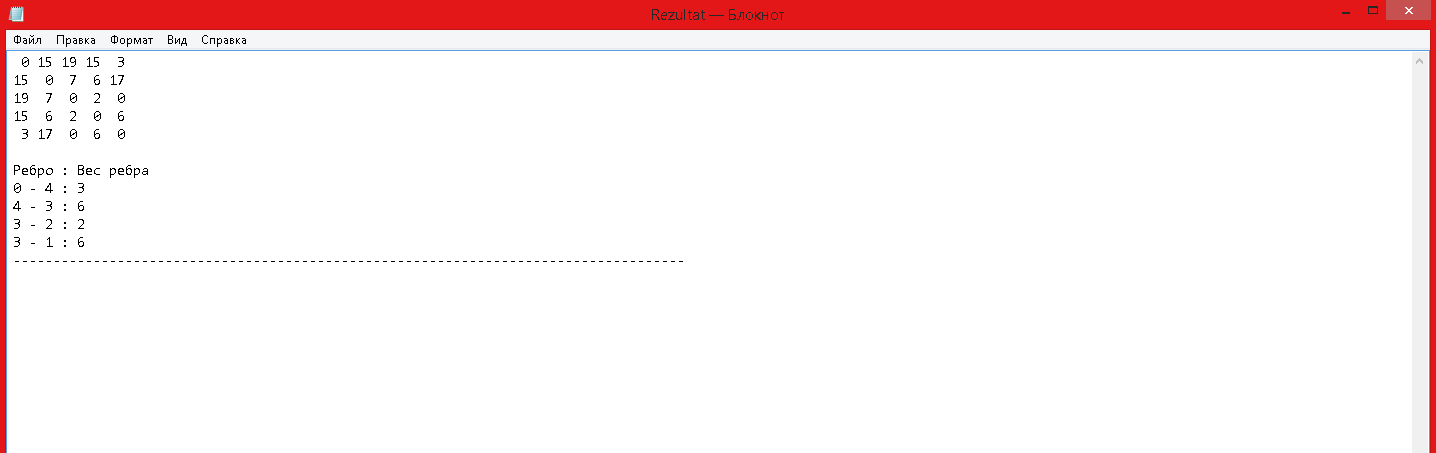 Rezultat — Блокнот
Файл Правка Формат Вид Справка
0 15 19 15 3
15 0 7 6 17
19 7 0 2 0
15 6 2 0 6
3 17 0 6 0
Ребро : Вес ребра
0 - 4 : 3
4 - 3 : 6
3 - 2 : 2
3 - 1 : 6
------------------------------------------------------------------------------------